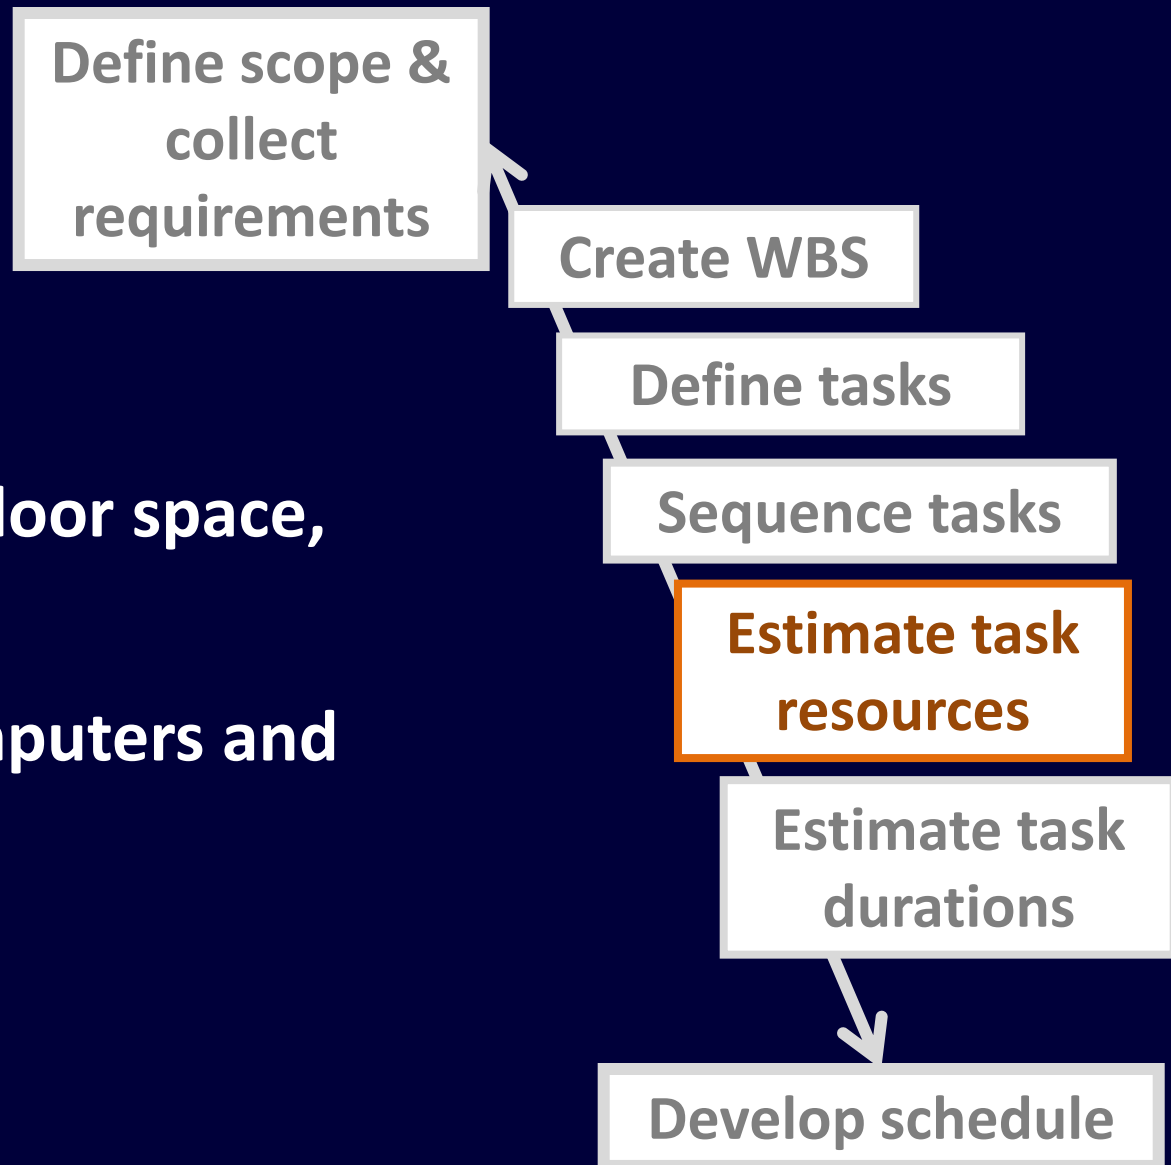 Define scope &
collect
requirements
Create WBS
Define tasks
Sequence tasks
loor space,
Estimate task
resources
nputers and
Estimate task
durations
Develop schedule